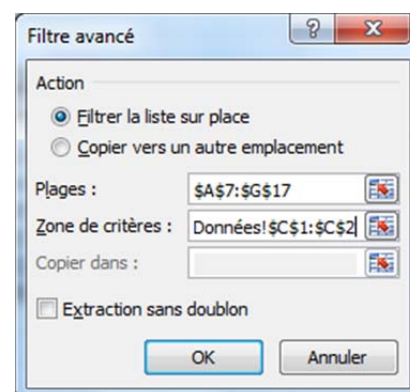 Filtre avancé
Action
Filtrer la liste sur place
Copier vers un autre emplacement
Plages : $A$7:$G$17
Zone de critères : Données!$C$1:$C$2
Copier dans :
Extraction sans doublon
OK Annuler